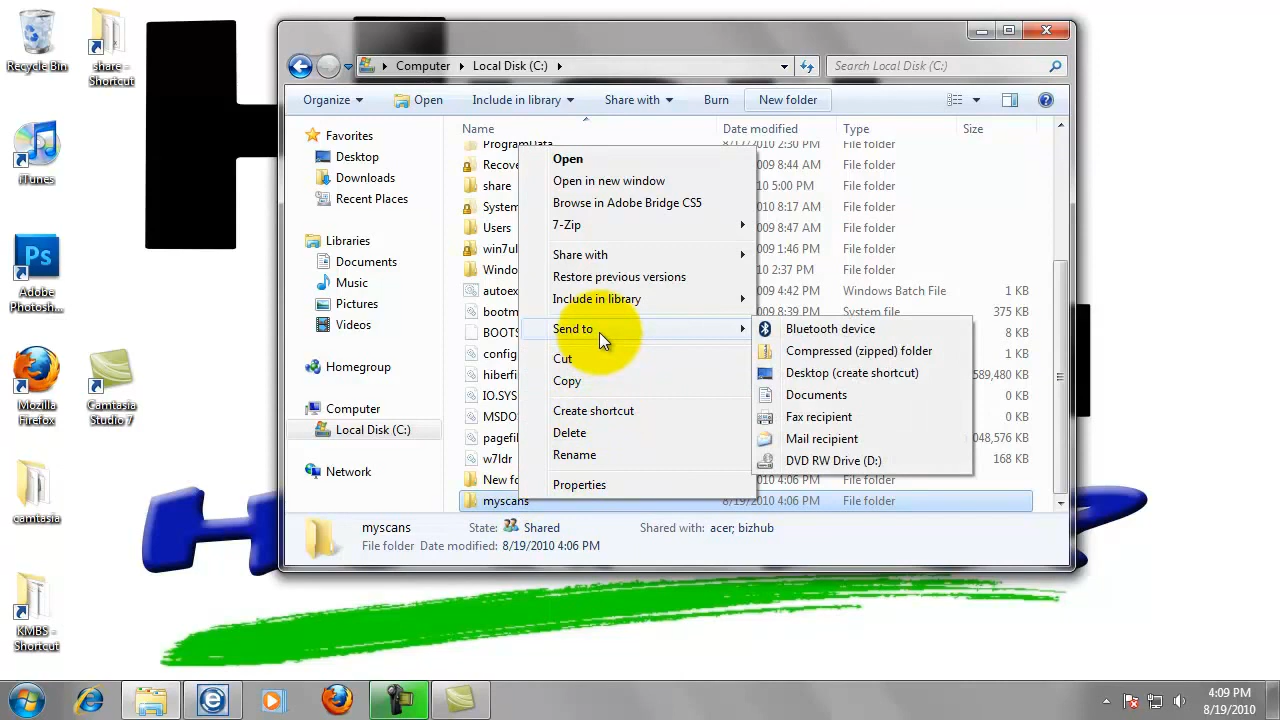 Recycle Bin
share -
Shortcut
iTunes
Adobe
Photosh...
Mozilla
Firefox
Camtasia
Studio 7
camtasia
KMBS -
Shortcut
Computer
Local Disk (C:)
Search Local Disk (C:)
Organize
Open
Include in library
Share with
Burn
New folder
Favorites
Desktop
Downloads
Recent Places
Libraries
Documents
Music
Pictures
Videos
Homegroup
Computer
Local Disk (C:)
Network
Name Date modified Type Size
ProgramData 8/17/2010 2:30 PM File folder
Recove 009 8:44 AM File folder
share 10 5:00 PM File folder
System 010 8:17 AM File folder
Users 009 8:47 AM File folder
win7ul 009 1:46 PM File folder
Windo 10 2:37 PM File folder
autoex 009 4:42 PM Windows Batch File 1 KB
bootm 009 8:39 PM System file 375 KB
BOOTS 8 KB
config 1 KB
hiberfi 589,480 KB
IO.SYS 0 KB
MSDO 0 KB
pagefil 048,576 KB
w7ldr 168 KB
New fo 4:06 PM File folder
myscans 8/19/2010 4:06 PM File folder
Open
Open in new window
Browse in Adobe Bridge CS5
7-Zip
Share with
Restore previous versions
Include in library
Send to
Cut
Copy
Create shortcut
Delete
Rename
Properties
Bluetooth device
Compressed (zipped) folder
Desktop (create shortcut)
Documents
Fax recipient
Mail recipient
DVD RW Drive (D:)
myscans State: Shared Shared with: acer; bizhub
File folder Date modified: 8/19/2010 4:06 PM
4:09 PM
8/19/2010